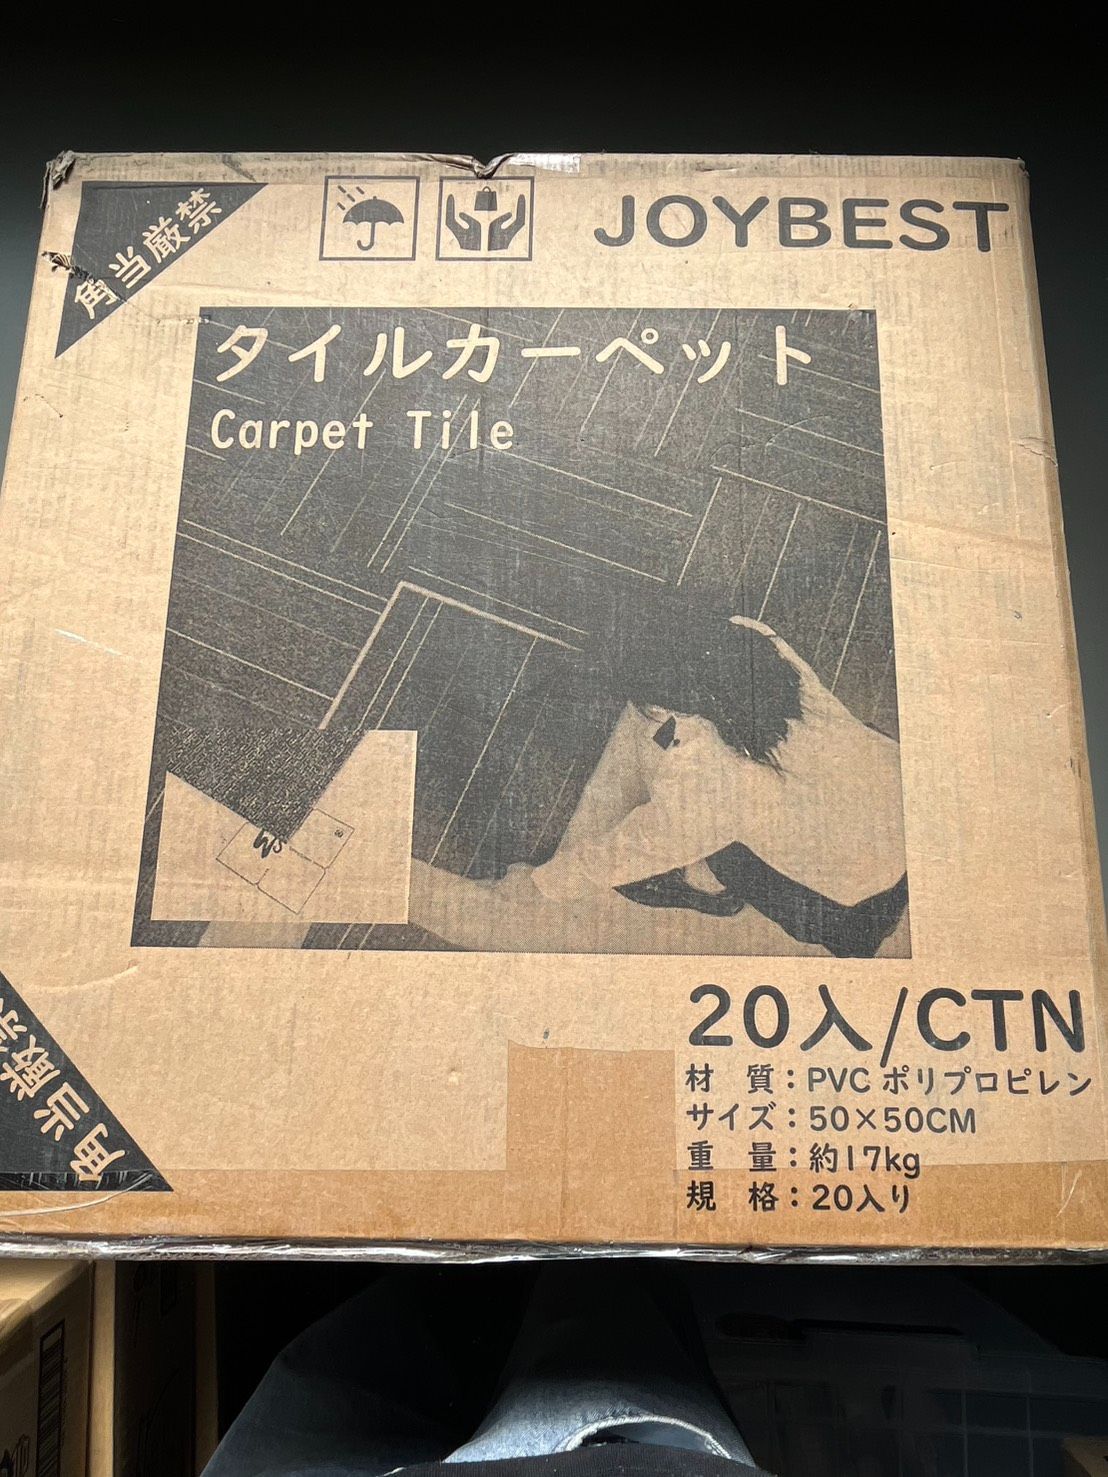 角当厳禁
JOYBEST
タイルカーペット
Carpet Tile
20入/CTN
材 質:PVC ポリプロピレン
サイズ:50×50CM
重 量:約17kg
規 格:20入り
角当厳禁